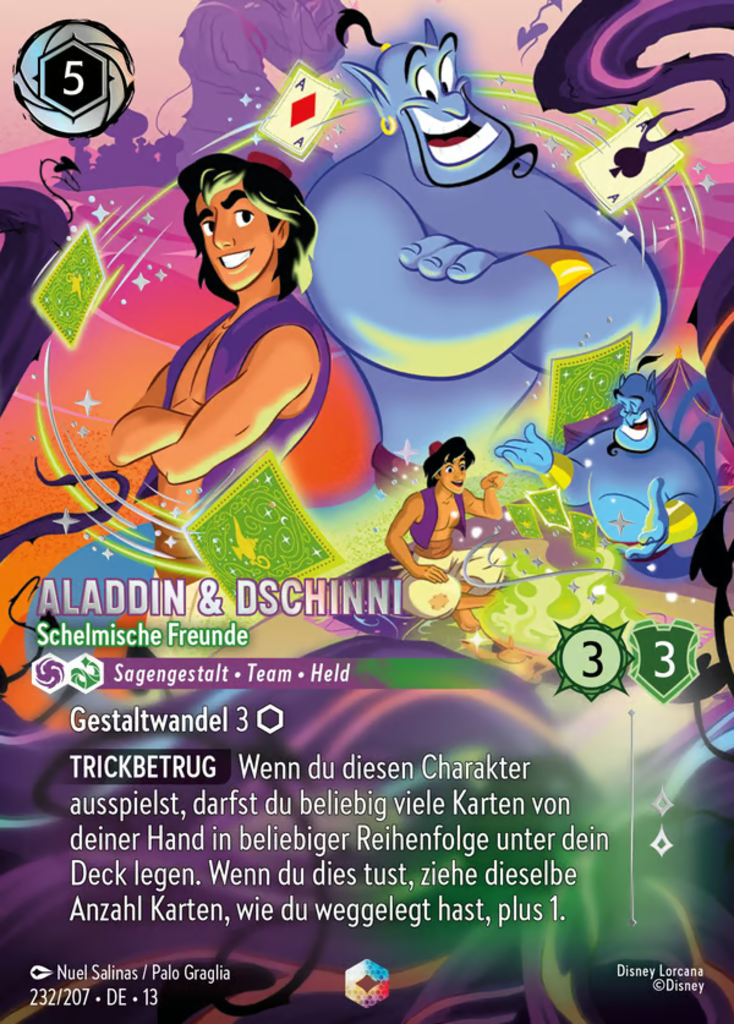 5
A
A
A
A
ALADDIN & DSCHINNI
Schelmische Freunde
Sagengestalt • Team • Held
3 3
Gestaltwandel 3
TRICKBETRUG Wenn du diesen Charakter
ausspielst, darfst du beliebig viele Karten von
deiner Hand in beliebiger Reihenfolge unter dein
Deck legen. Wenn du dies tust, ziehe dieselbe
Anzahl Karten, wie du weggelegt hast, plus 1.
Nuel Salinas / Palo Graglia
232/207 • DE • 13
Disney Lorcana
©Disney